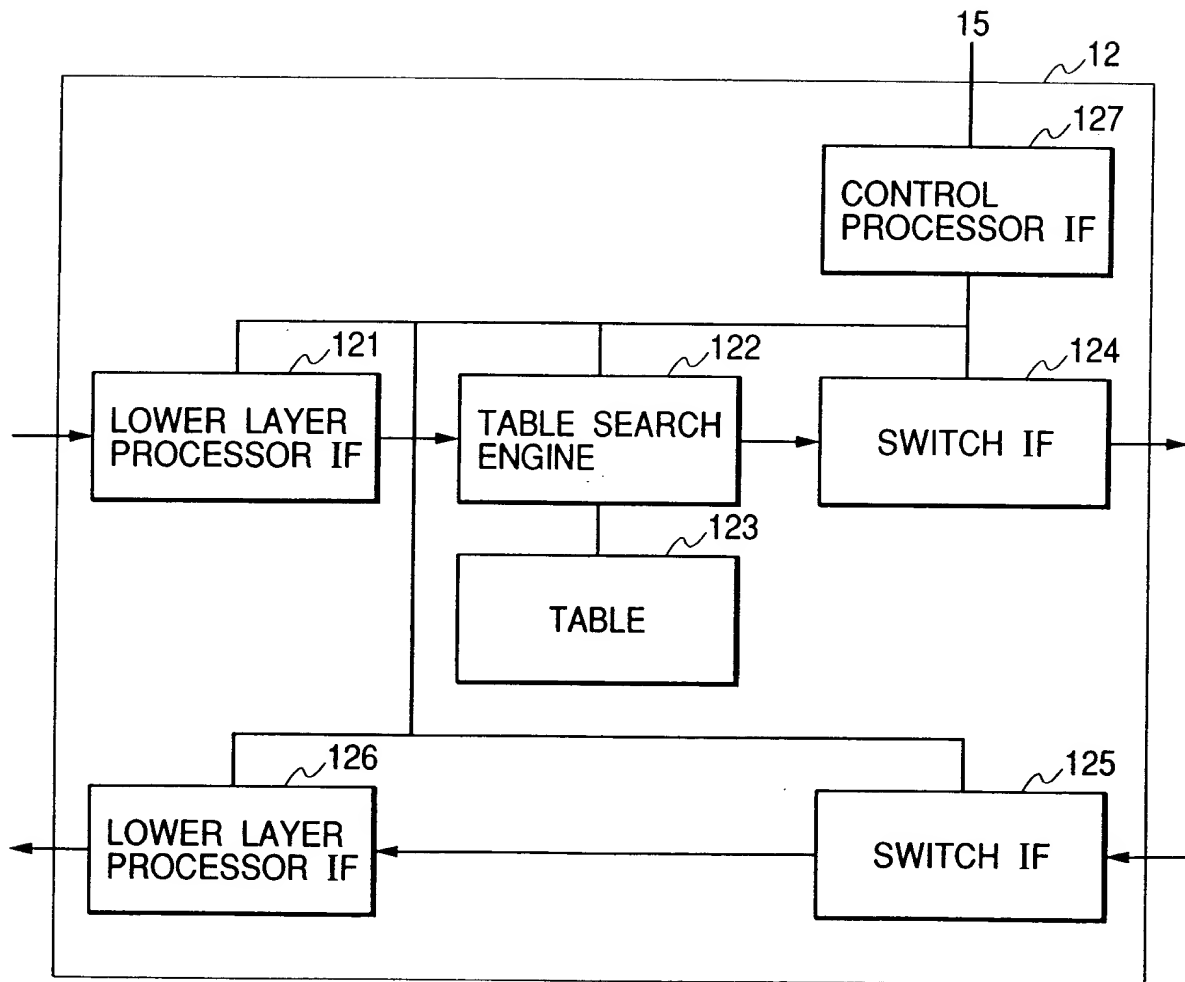 15
12
127
CONTROL
PROCESSOR IF
121
122
124
LOWER LAYER
PROCESSOR IF
TABLE SEARCH
ENGINE
SWITCH IF
123
TABLE
126
125
LOWER LAYER
PROCESSOR IF
SWITCH IF